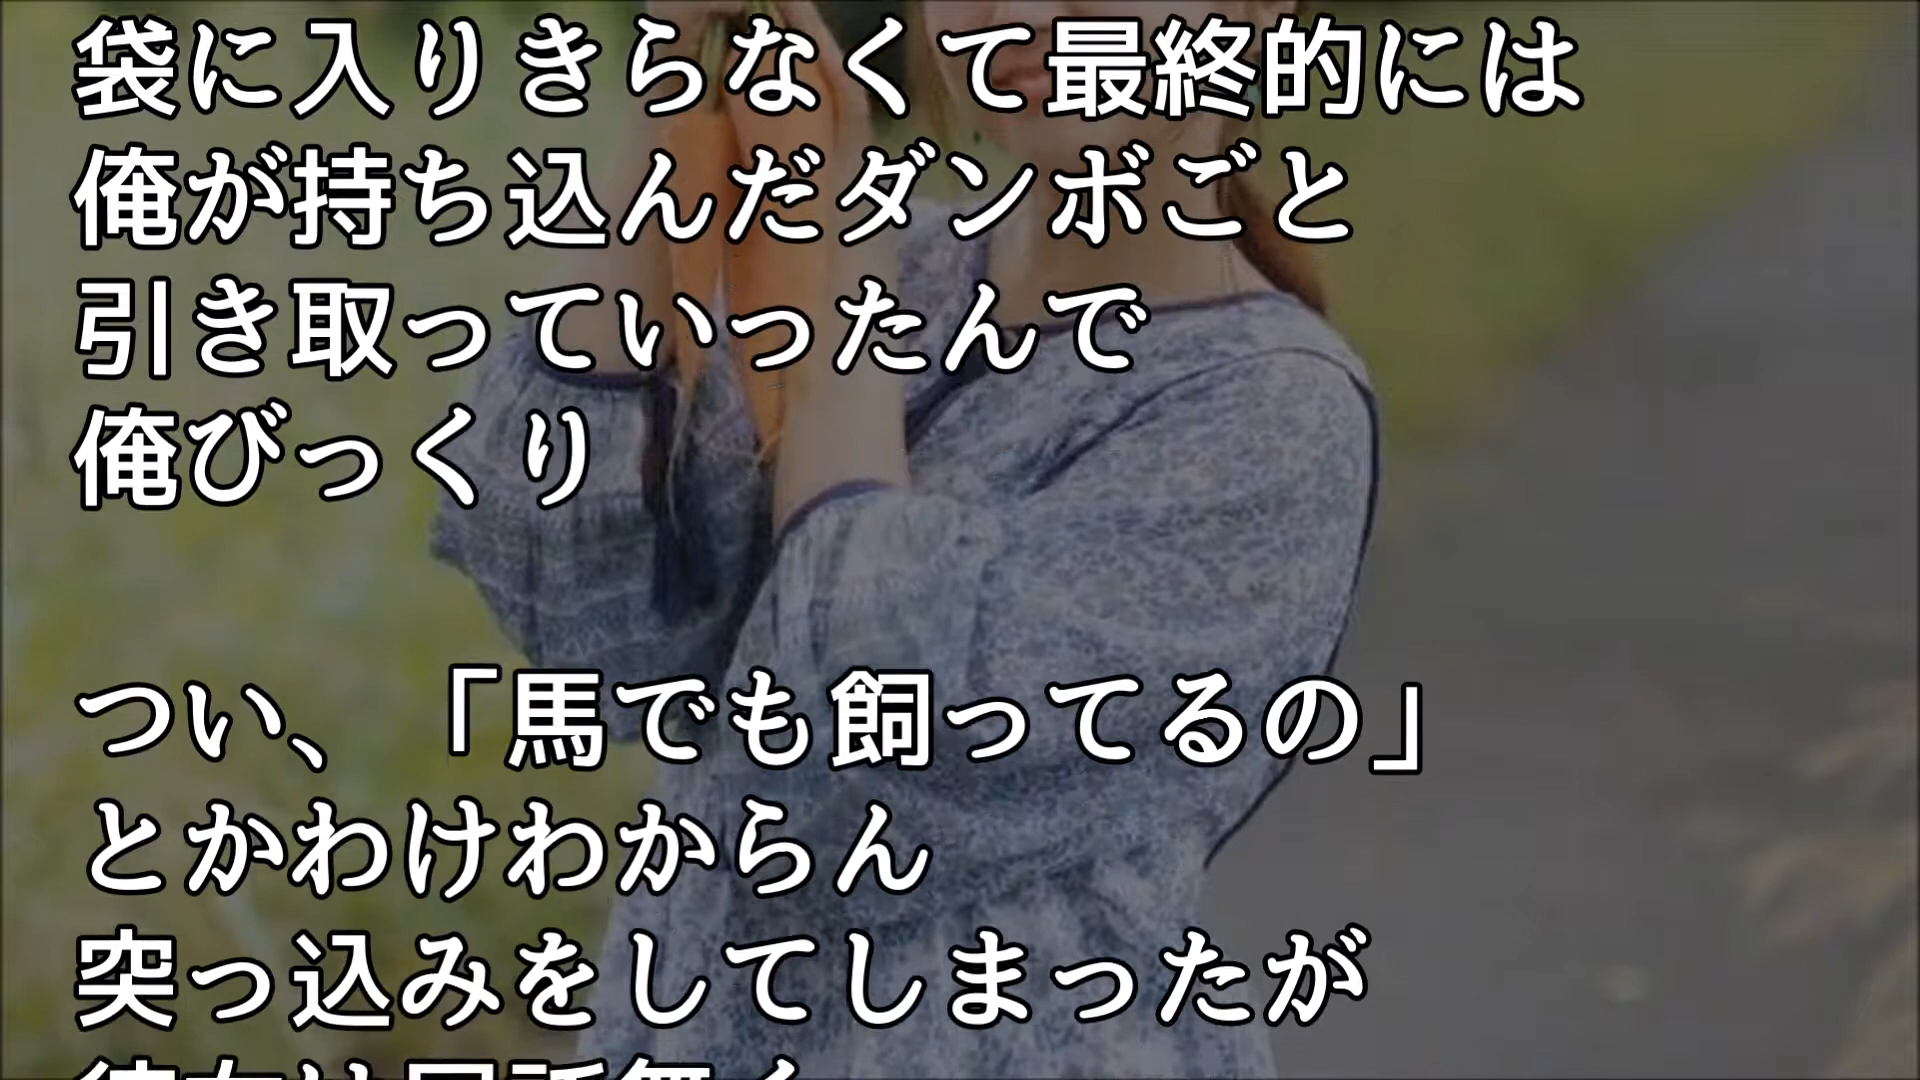 袋に入りきらなくて最終的には
俺が持ち込んだダンボごと
引き取っていったんで
俺びっくり
つい、「馬でも飼ってるの」
とかわけわからん
突っ込みをしてしまったが